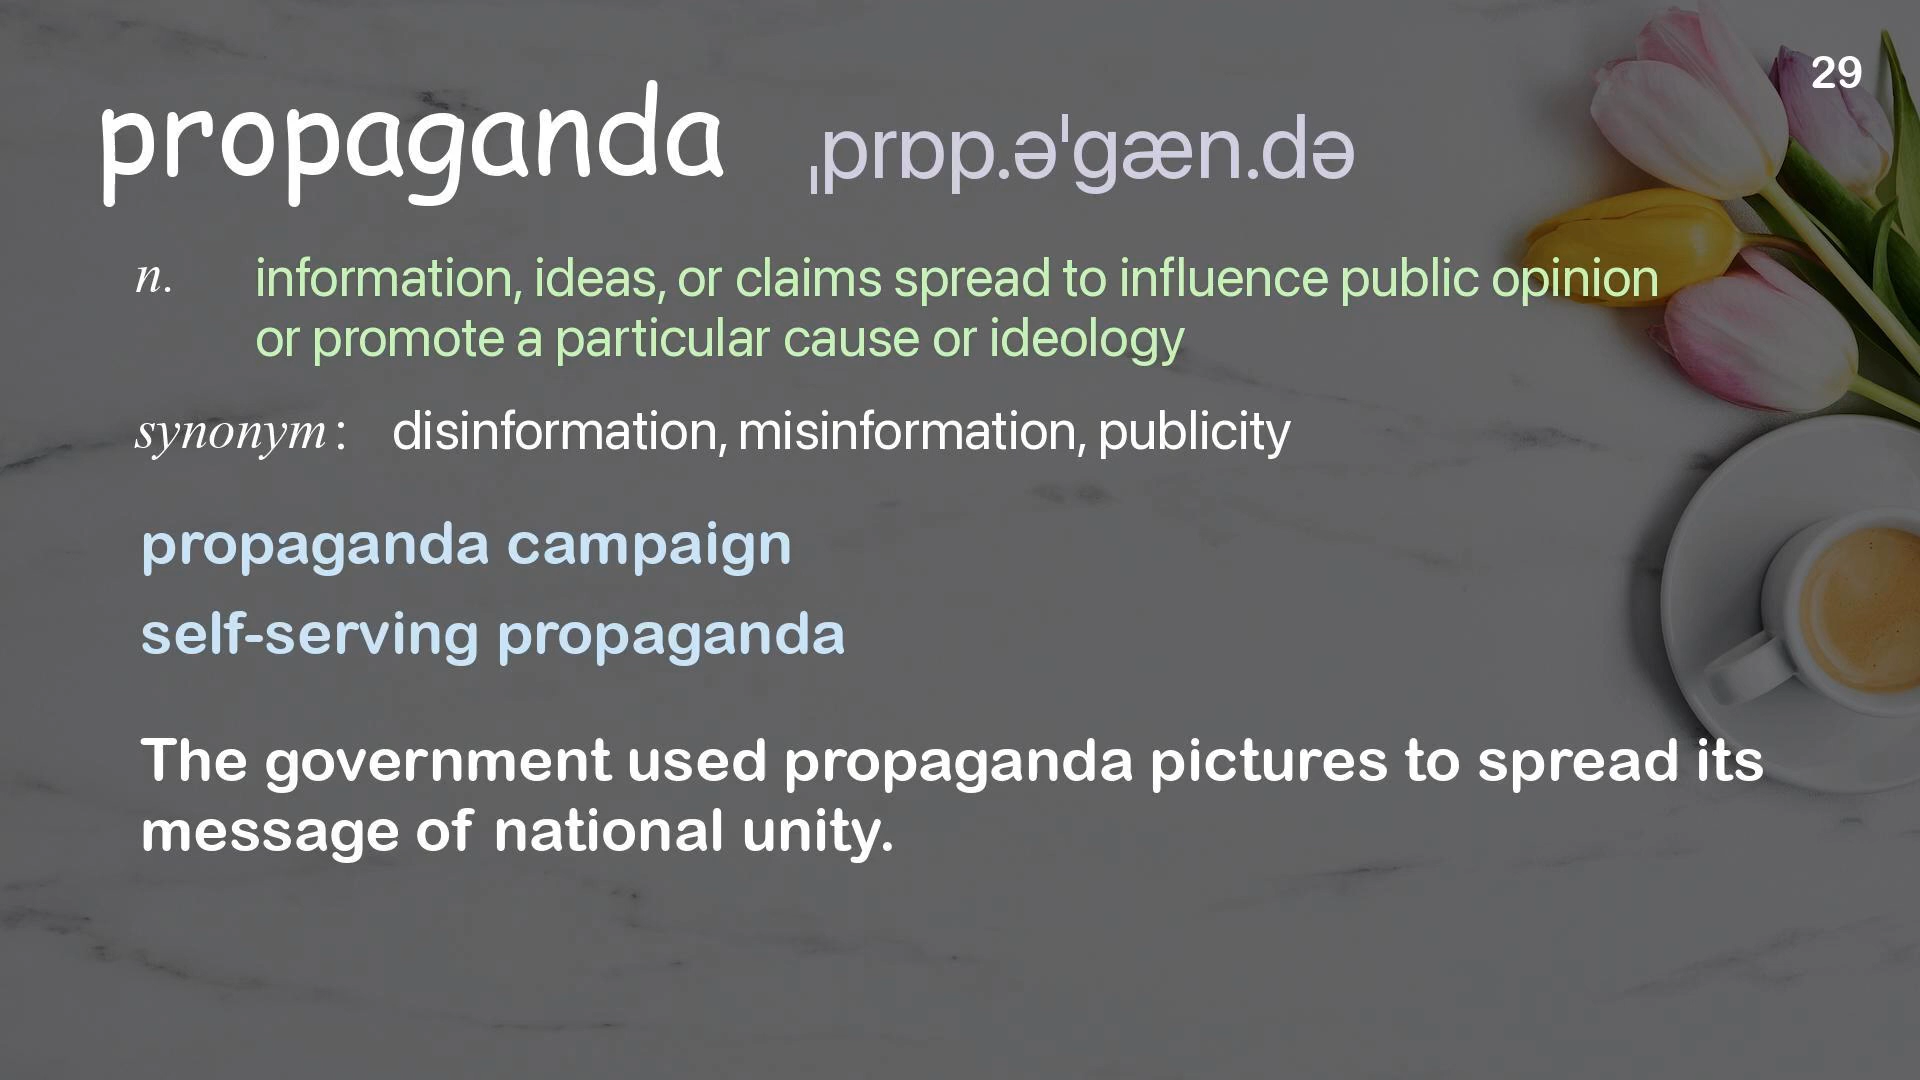 29
propaganda ˌprɒp.əˈɡæn.də
n. information, ideas, or claims spread to influence public opinion
or promote a particular cause or ideology
synonym: disinformation, misinformation, publicity
propaganda campaign
self-serving propaganda
The government used propaganda pictures to spread its
message of national unity.